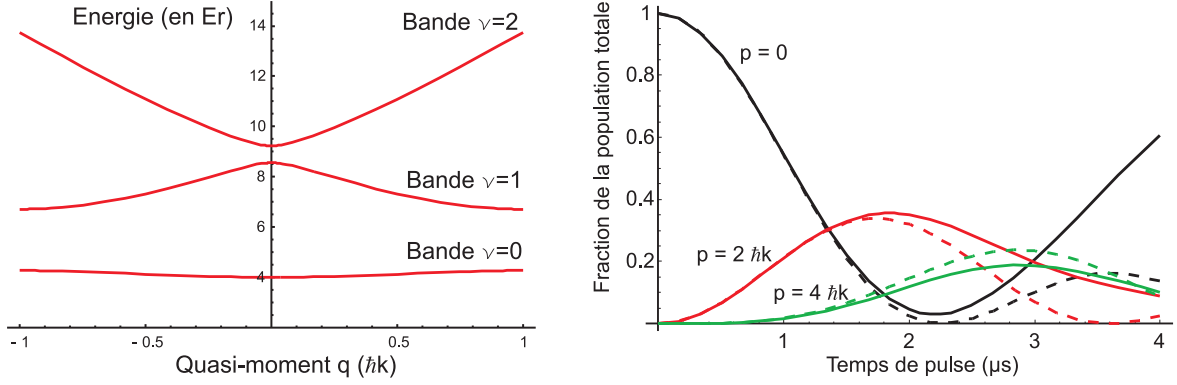 Energie (en Er)
14
12
10
8
6
4
Bande ν=2
Bande ν=1
Bande ν=0
- 1
- 0.5
0.5
1
Quasi-moment q (ħk)
Fraction de la population totale
1
0.8
0.6
0.4
0.2
p = 0
p = 2 ħk
p = 4 ħk
1
2
3
4
Temps de pulse (µs)